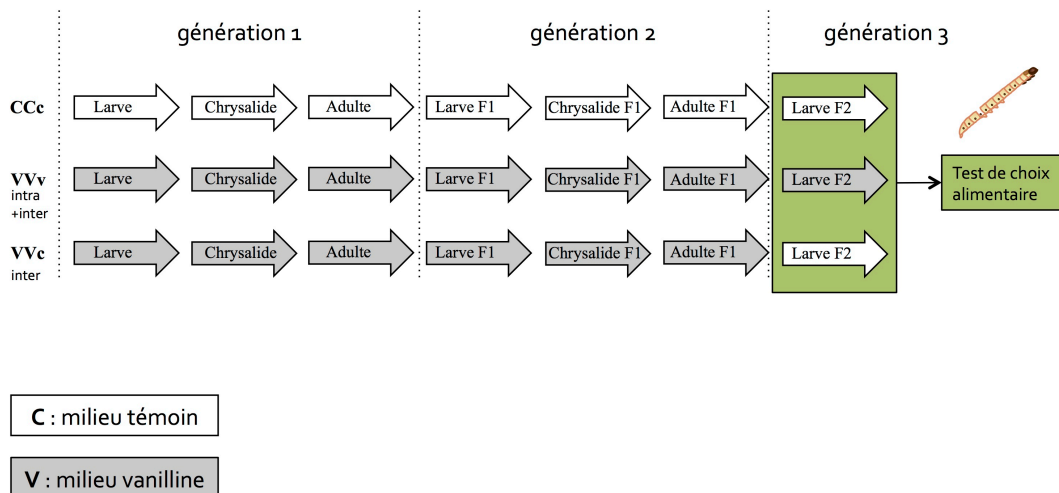 génération 1 génération 2 génération 3
CCc Larve Chrysalide Adulte Larve F1 Chrysalide F1 Adulte F1 Larve F2
VVv Larve Chrysalide Adulte Larve F1 Chrysalide F1 Adulte F1 Larve F2
intra
+inter
Test de choix
alimentaire
VVc Larve Chrysalide Adulte Larve F1 Chrysalide F1 Adulte F1 Larve F2
inter
C : milieu témoin
V : milieu vanilline